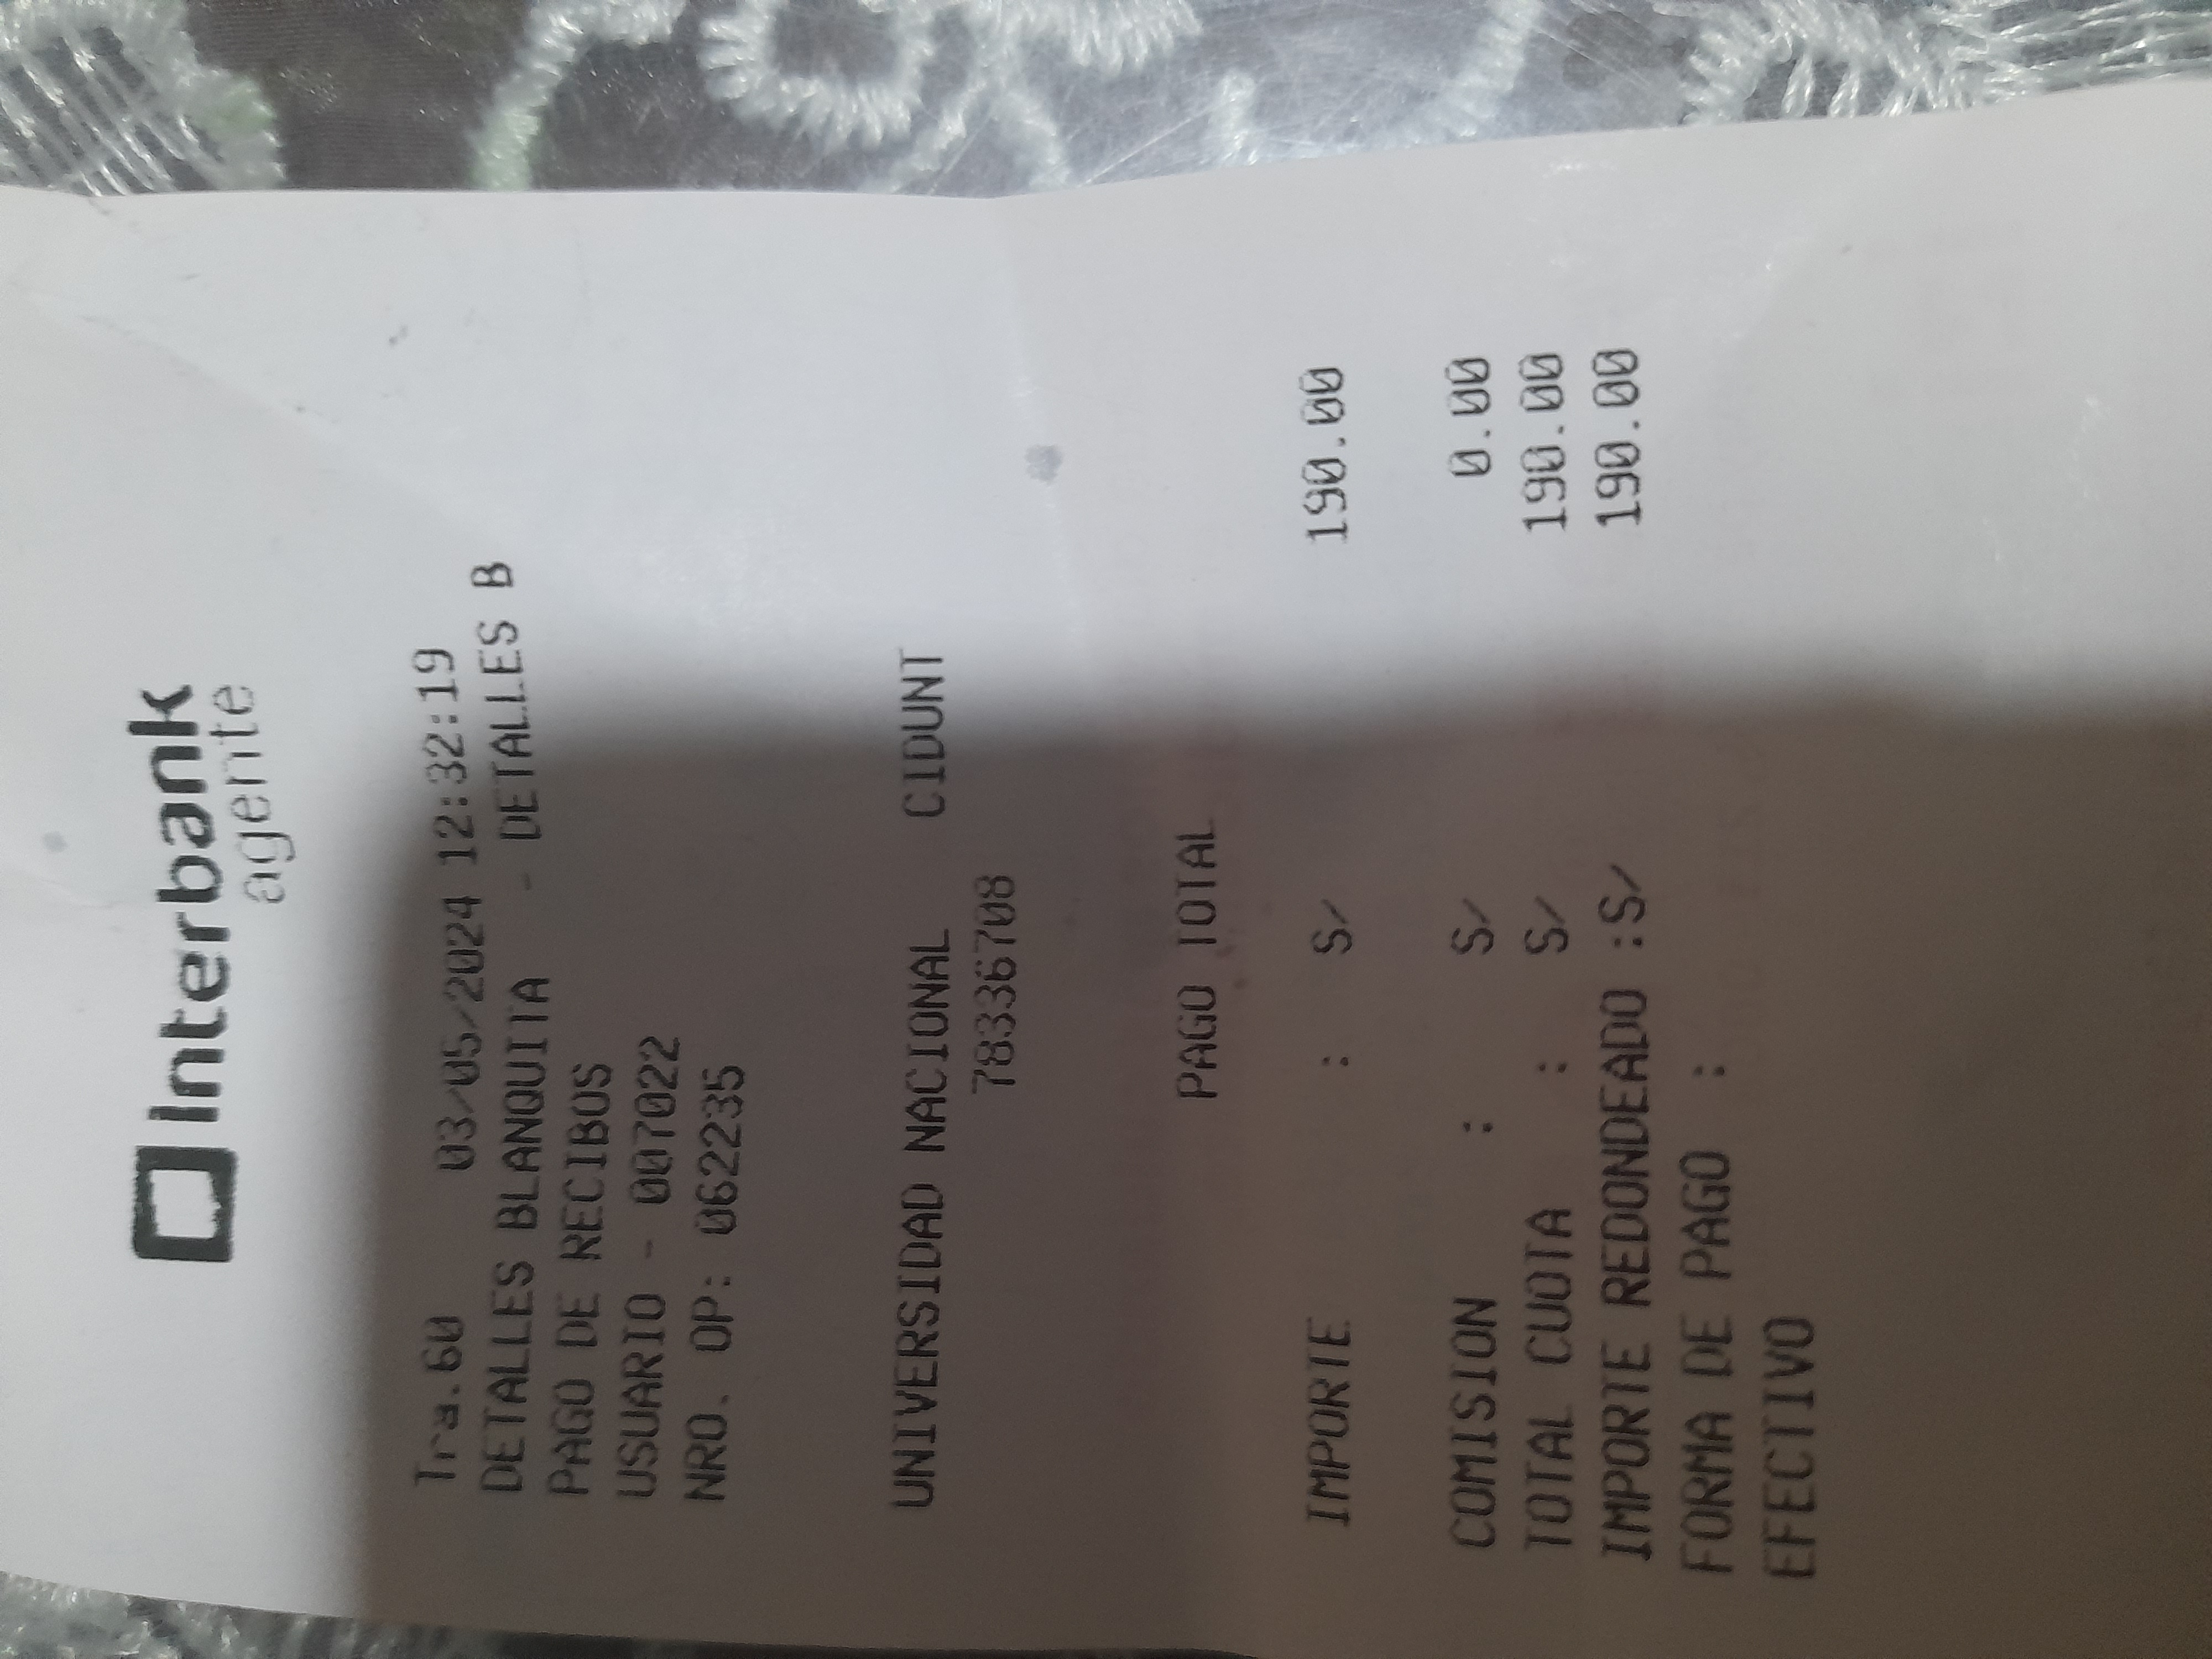 Interbank
agente
Tra.60 03/05/2024 12:32:19
DETALLES BLANQUITA - DETALLES B
PAGO DE RECIBOS
USUARIO - 007022
NRO. OP: 062235
UNIVERSIDAD NACIONAL CIDUNT
78336708
PAGO TOTAL
IMPORTE : S/ 190.00
COMISION : S/ 0.00
TOTAL CUOTA : S/ 190.00
IMPORTE REDONDEADO :S/ 190.00
FORMA DE PAGO :
EFECTIVO